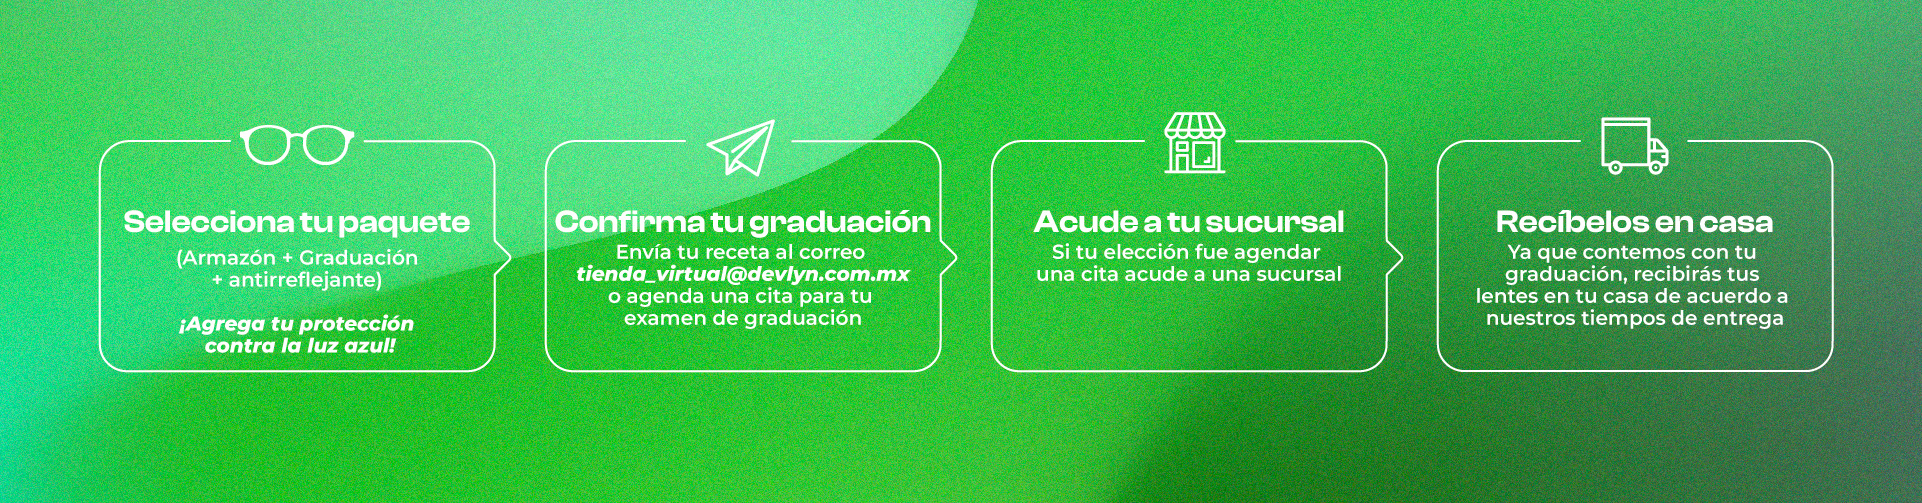 Selecciona tu paquete
(Armazón + Graduación
+ antirreflejante)
¡Agrega tu protección
contra la luz azul!
Confirma tu graduación
Envía tu receta al correo
tienda_virtual@devlyn.com.mx
o agenda una cita para tu
examen de graduación
Acude a tu sucursal
Si tu elección fue agendar
una cita acude a una sucursal
Recíbelos en casa
Ya que contemos con tu
graduación, recibirás tus
lentes en tu casa de acuerdo a
nuestros tiempos de entrega